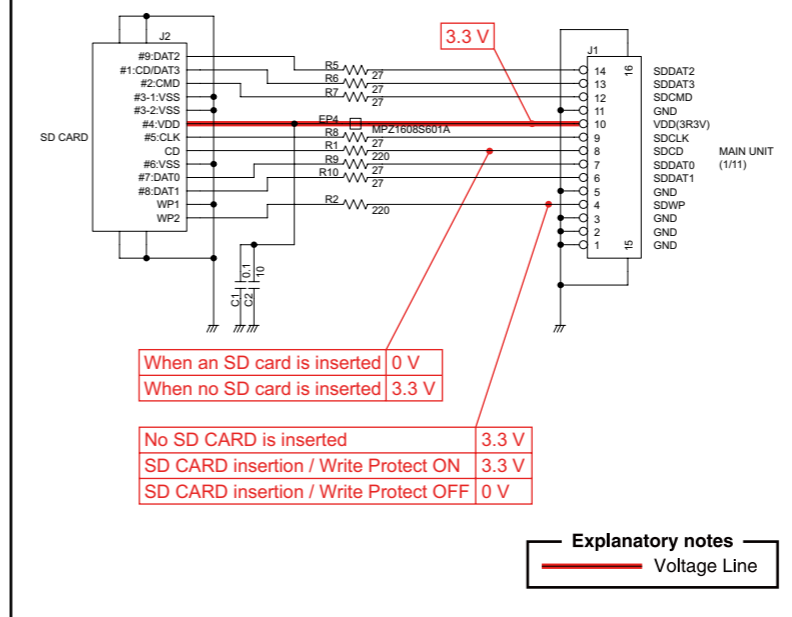 3.3 V
J2
J1
#9:DAT2
R5
27
14
16
SDDAT2
#1:CD/DAT3
R6
27
13
SDDAT3
#2:CMD
R7
27
12
SDCMD
#3-1:VSS
11
GND
#3-2:VSS
#4:VDD
EP4
MPZ1608S601A
10
VDD(3R3V)
SD CARD
#5:CLK
R8
27
9
SDCLK
CD
R1
220
8
SDCD
MAIN UNIT
(1/11)
#6:VSS
R9
27
7
SDDAT0
#7:DAT0
R10
27
6
SDDAT1
#8:DAT1
5
GND
WP1
R2
220
4
SDWP
WP2
3
GND
2
GND
1
15
GND
C1
0.1
C2
10
When an SD card is inserted 0 V
When no SD card is inserted 3.3 V
No SD CARD is inserted 3.3 V
SD CARD insertion / Write Protect ON 3.3 V
SD CARD insertion / Write Protect OFF 0 V
Explanatory notes
Voltage Line